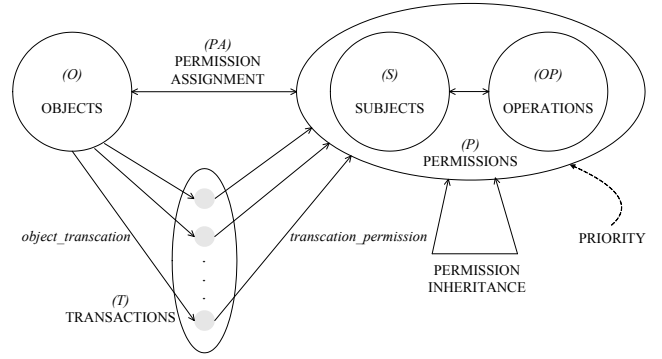 (O)
OBJECTS
(PA)
PERMISSION
ASSIGNMENT
(S)
SUBJECTS
(OP)
OPERATIONS
(P)
PERMISSIONS
object_transcation
transcation_permission
PRIORITY
PERMISSION
INHERITANCE
(T)
TRANSACTIONS